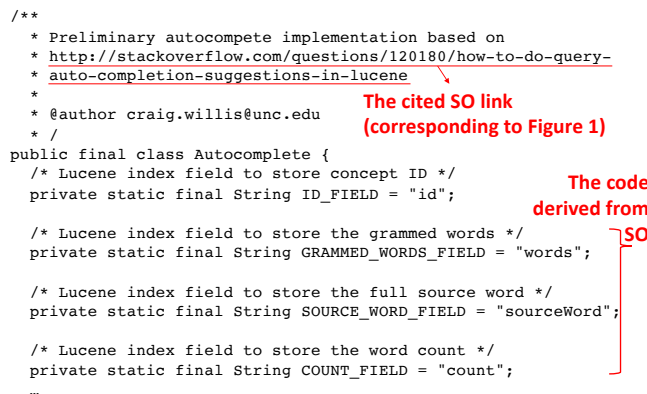 /**
* Preliminary autocompete implementation based on
* http://stackoverflow.com/questions/120180/how-to-do-query-
* auto-completion-suggestions-in-lucene
*
The cited SO link
* @author craig.willis@unc.edu
(corresponding to Figure 1)
* /
public final class Autocomplete {
/* Lucene index field to store concept ID */
The code
private static final String ID_FIELD = "id";
derived from
/* Lucene index field to store the grammed words */
SO
private static final String GRAMMED_WORDS_FIELD = "words";
/* Lucene index field to store the full source word */
private static final String SOURCE_WORD_FIELD = "sourceWord";
/* Lucene index field to store the word count */
private static final String COUNT_FIELD = "count";
…